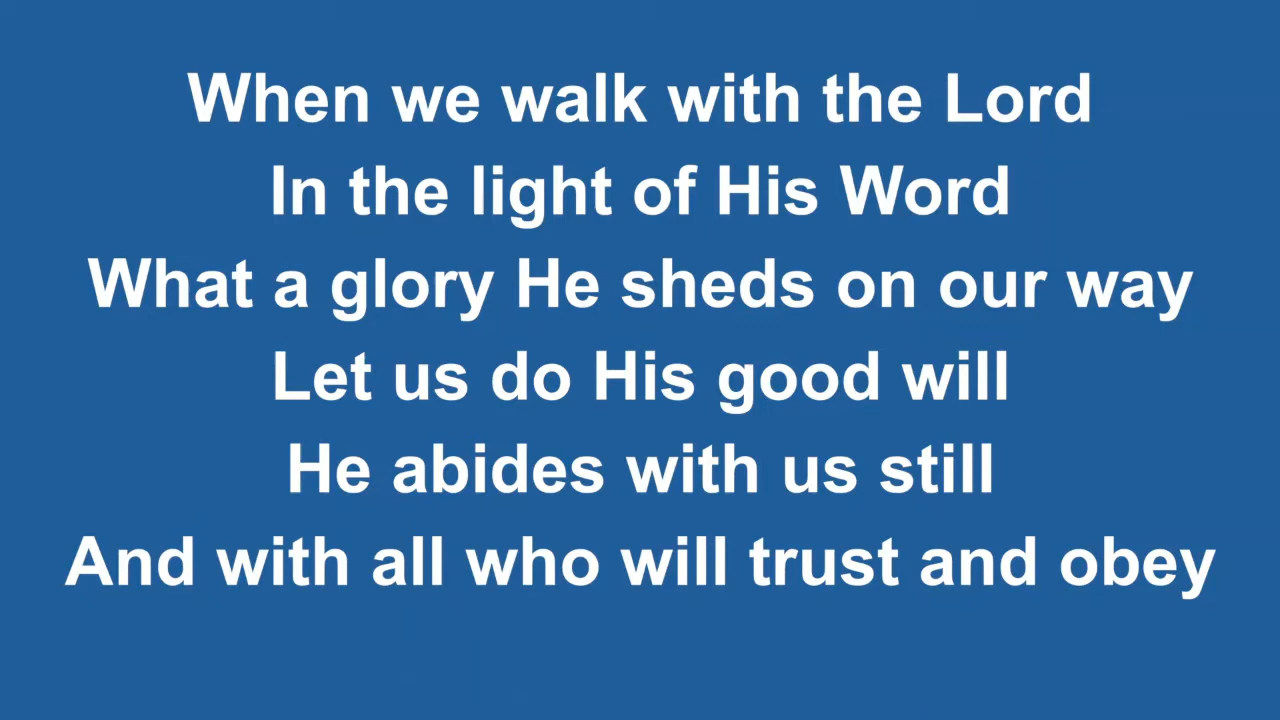 When we walk with the Lord
In the light of His Word
What a glory He sheds on our way
Let us do His good will
He abides with us still
And with all who will trust and obey